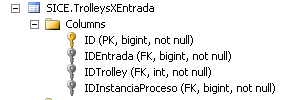 SICE.TrolleysXEntrada
Columns
ID (PK, bigint, not null)
IDEntrada (FK, bigint, not null)
IDTrolley (FK, int, not null)
IDInstanciaProceso (FK, bigint, not null)